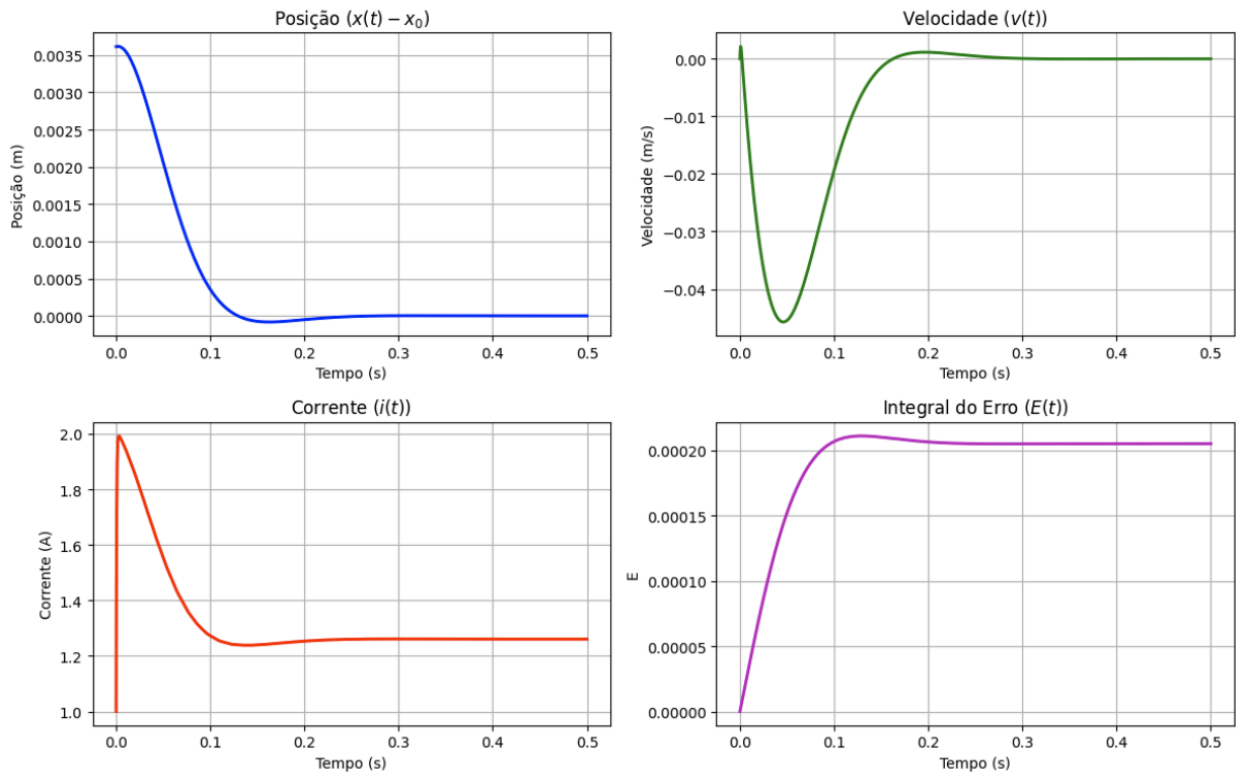 Posição (x(t) − x₀)
Posição (m)
0.0035
0.0030
0.0025
0.0020
0.0015
0.0010
0.0005
0.0000
0.0 0.1 0.2 0.3 0.4 0.5
Tempo (s)
Velocidade (v(t))
Velocidade (m/s)
0.00
−0.01
−0.02
−0.03
−0.04
0.0 0.1 0.2 0.3 0.4 0.5
Tempo (s)
Corrente (i(t))
Corrente (A)
2.0
1.8
1.6
1.4
1.2
1.0
0.0 0.1 0.2 0.3 0.4 0.5
Tempo (s)
Integral do Erro (E(t))
E
0.00020
0.00015
0.00010
0.00005
0.00000
0.0 0.1 0.2 0.3 0.4 0.5
Tempo (s)